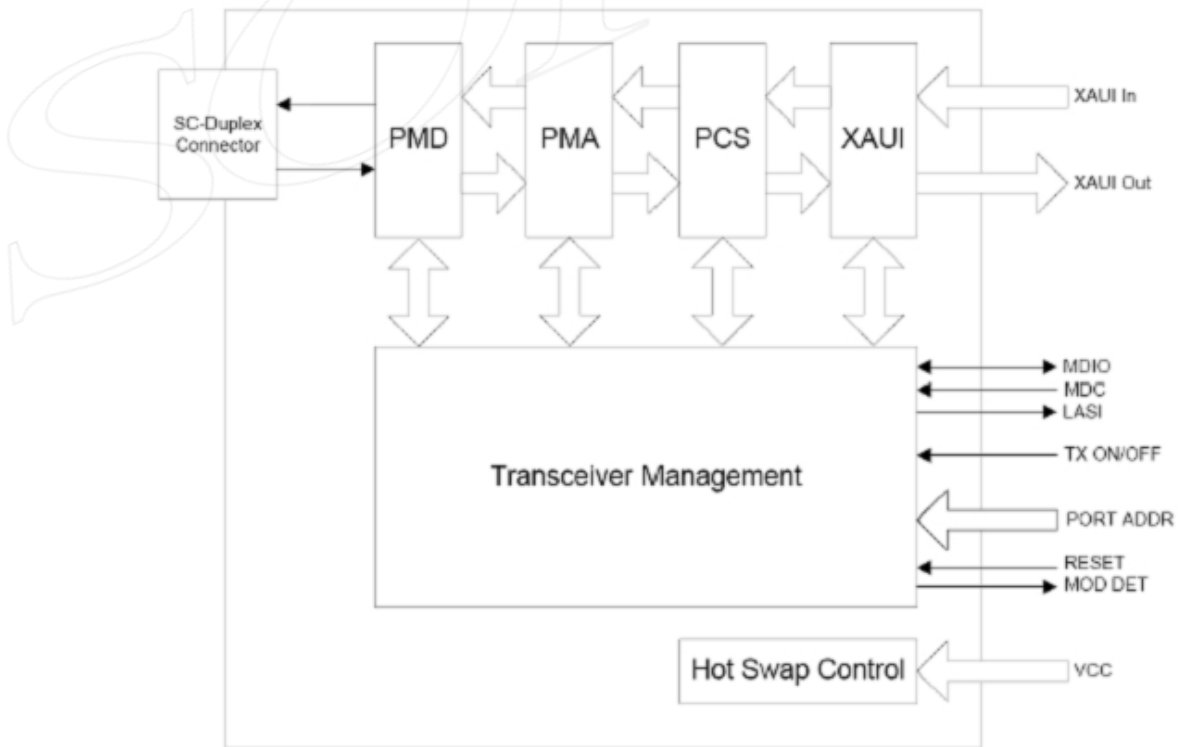 SC-Duplex
Connector
PMD
PMA
PCS
XAUI
XAUI In
XAUI Out
Transceiver Management
MDIO
MDC
LASI
TX ON/OFF
PORT ADDR
RESET
MOD DET
Hot Swap Control
VCC